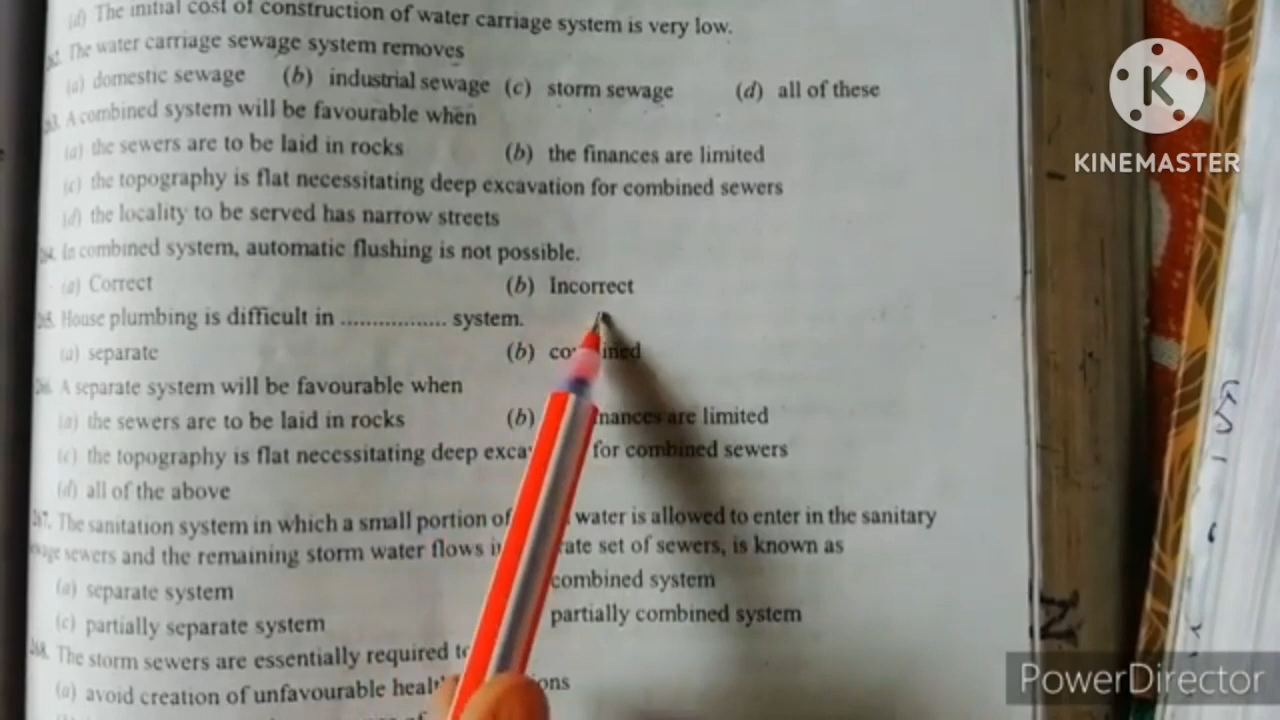 (d) The initial cost of construction of water carriage system is very low.
The water carriage sewage system removes
(a) domestic sewage (b) industrial sewage (c) storm sewage (d) all of these
A combined system will be favourable when
(a) the sewers are to be laid in rocks (b) the finances are limited
(c) the topography is flat necessitating deep excavation for combined sewers
(d) the locality to be served has narrow streets
In combined system, automatic flushing is not possible.
(a) Correct (b) Incorrect
House plumbing is difficult in ................. system.
(a) separate (b)
A separate system will be favourable when
(a) the sewers are to be laid in rocks (b) are limited
(c) the topography is flat necessitating deep for combined sewers
(d) all of the above
267. The sanitation system in which a small portion of water is allowed to enter in the sanitary
sewers and the remaining storm water flows set of sewers, is known as
(a) separate system combined system
(c) partially separate system partially combined system
268. The storm sewers are essentially required
(a) avoid creation of unfavourable
KINEMASTER
PowerDirector